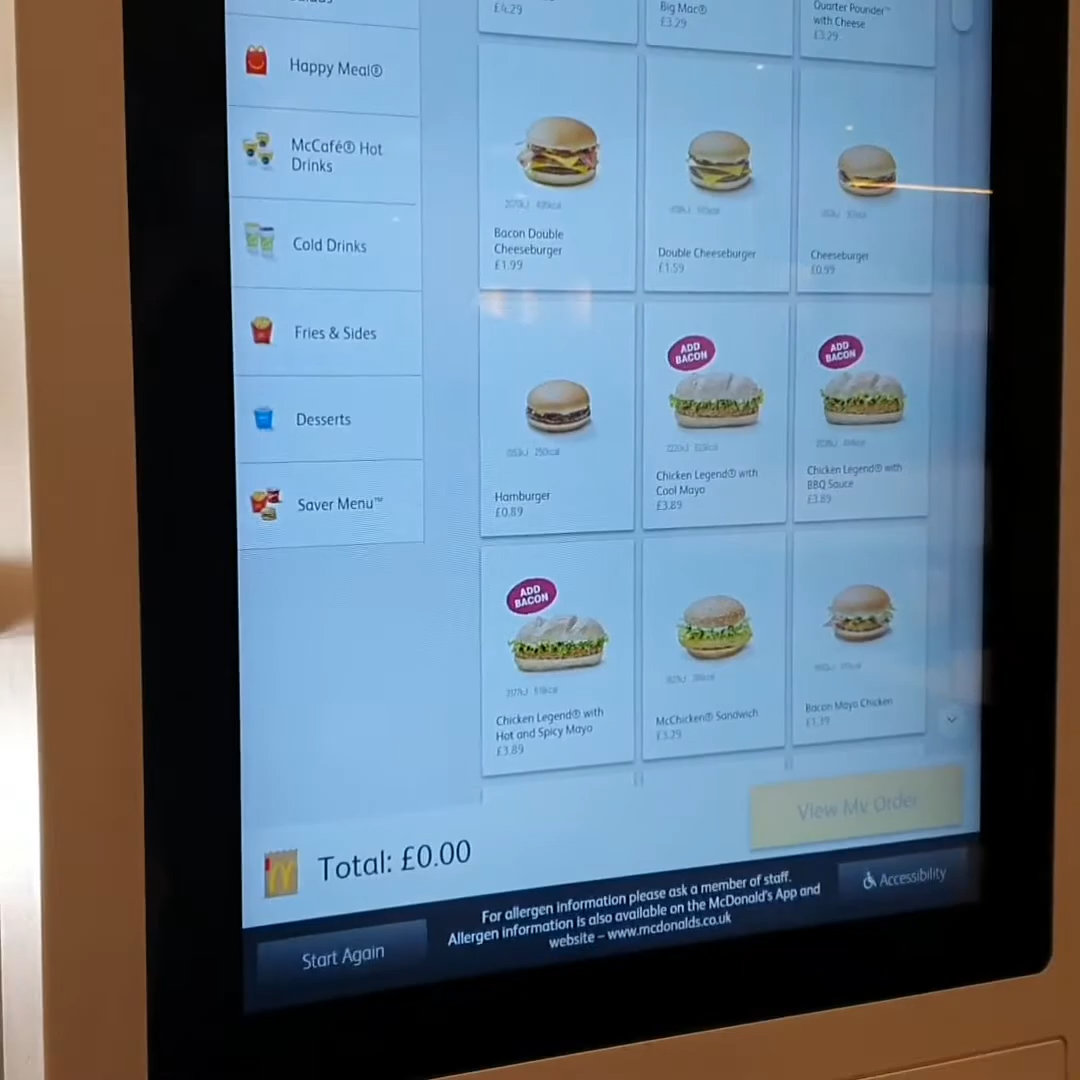 £4.29
Big Mac®
£3.29
Quarter Pounder™
with Cheese
£3.29
Happy Meal®
McCafé® Hot
Drinks
Cold Drinks
Fries & Sides
Desserts
Saver Menu™
Bacon Double
Cheeseburger
£1.99
Double Cheeseburger
£1.59
Cheeseburger
£0.99
250kcal
Hamburger
£0.89
ADD
BACON
Chicken Legend® with
Cool Mayo
£3.89
ADD
BACON
Chicken Legend® with
BBQ Sauce
£3.89
ADD
BACON
Chicken Legend® with
Hot and Spicy Mayo
£3.89
McChicken® Sandwich
£3.29
Bacon Mayo Chicken
£1.39
View My Order
Total: £0.00
For allergen information please ask a member of staff.
Allergen information is also available on the McDonald's App and
website – www.mcdonalds.co.uk
Accessibility
Start Again